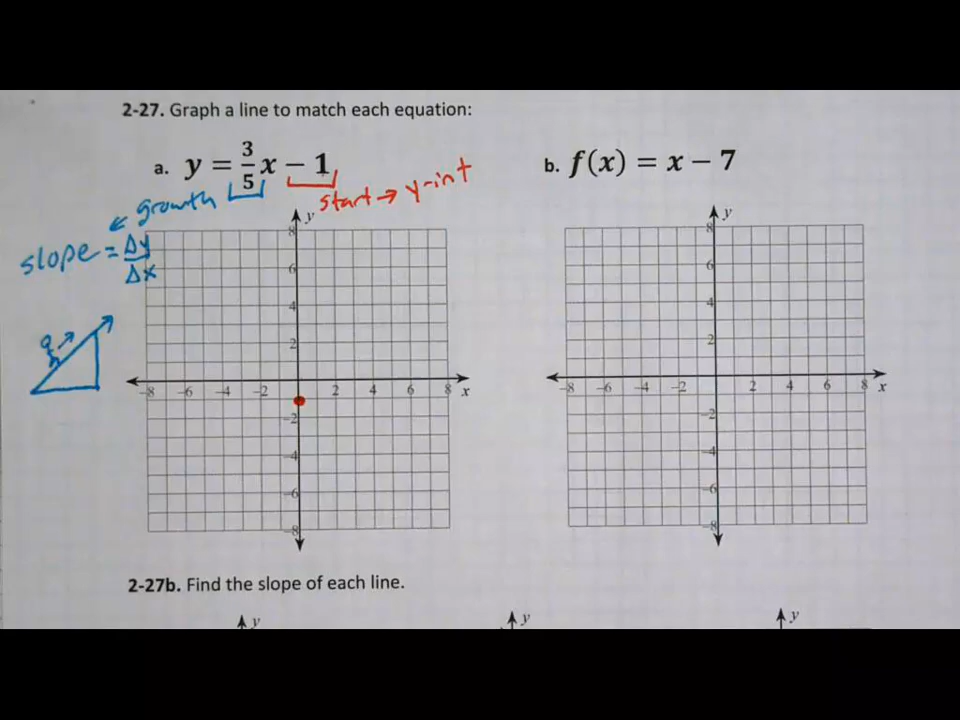 2-27. Graph a line to match each equation:
a. y = 3/5 x − 1
b. f(x) = x − 7
growth
start → y-int
slope = Δy/Δx
y
8
6
4
2
−8 −6 −4 −2 2 4 6 8 x
−2
−4
−6
−8
y
8
6
4
2
−8 −6 −4 −2 2 4 6 8 x
−2
−4
−6
−8
2-27b. Find the slope of each line.
y y y